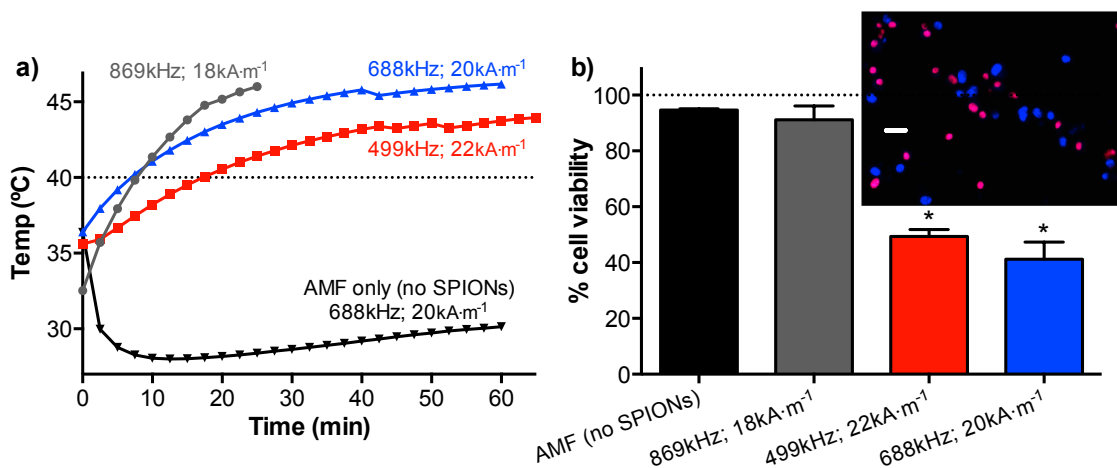 a)
869kHz; 18kA·m⁻¹
688kHz; 20kA·m⁻¹
499kHz; 22kA·m⁻¹
AMF only (no SPIONs)
688kHz; 20kA·m⁻¹
Temp (ºC)
45
40
35
30
0 10 20 30 40 50 60
Time (min)
b)
% cell viability
100
80
60
40
20
0
* *
AMF (no SPIONs)
869kHz; 18kA·m⁻¹
499kHz; 22kA·m⁻¹
688kHz; 20kA·m⁻¹